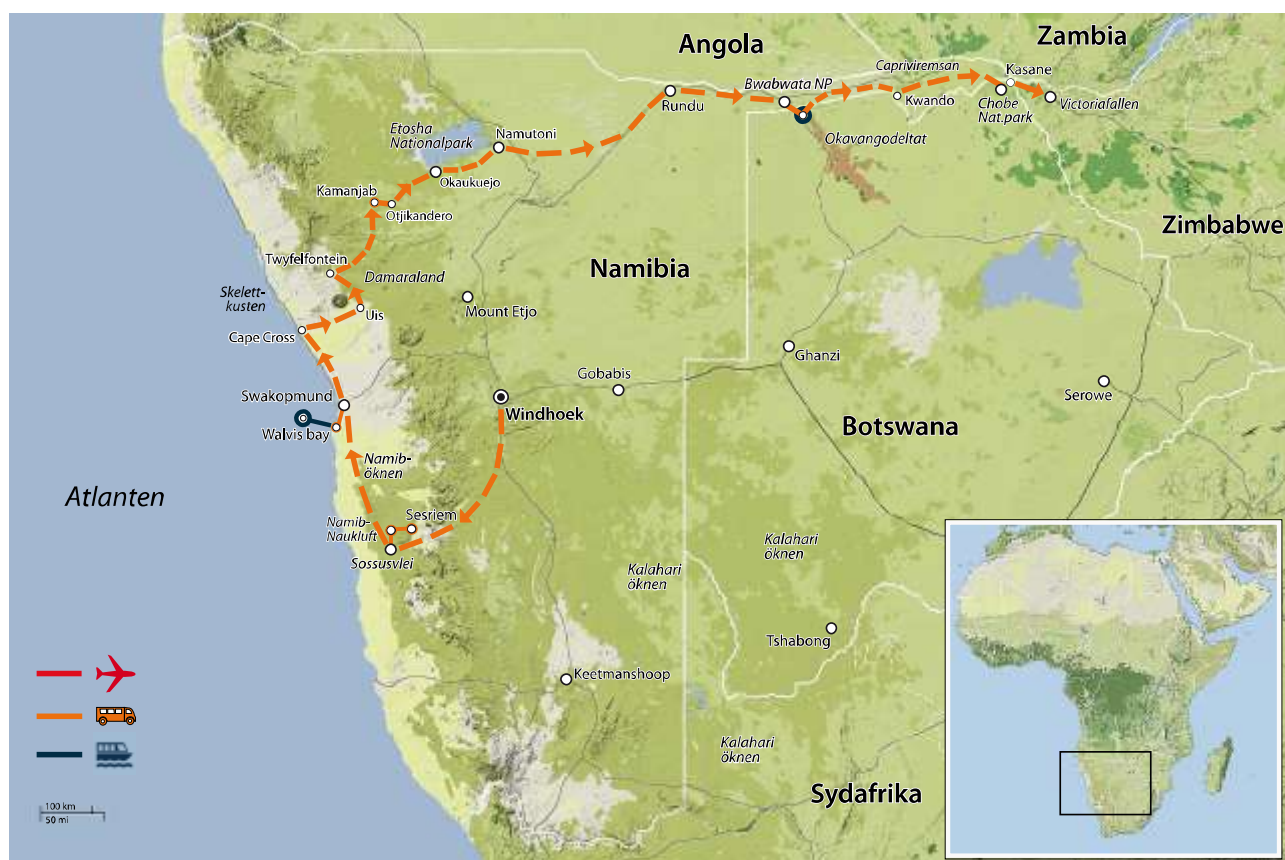 Angola
Zambia
Bwabwata NP
Capriviremsan
Kasane
Rundu
Kwando
Chobe
Nat.park
Victoriafallen
Okavangodeltat
Etosha
Nationalpark
Namutoni
Okaukuejo
Kamanjab
Otjikandero
Zimbabwe
Twyfelfontein
Damaraland
Namibia
Skelett-
kusten
Uis
Mount Etjo
Cape Cross
Ghanzi
Gobabis
Serowe
Swakopmund
Windhoek
Walvis bay
Botswana
Namib-
öknen
Atlanten
Sesriem
Namib-
Naukluft
Sossusvlei
Kalahari
öknen
Kalahari
öknen
Tshabong
Keetmanshoop
Kalahari
öknen
Sydafrika
100 km
50 mi